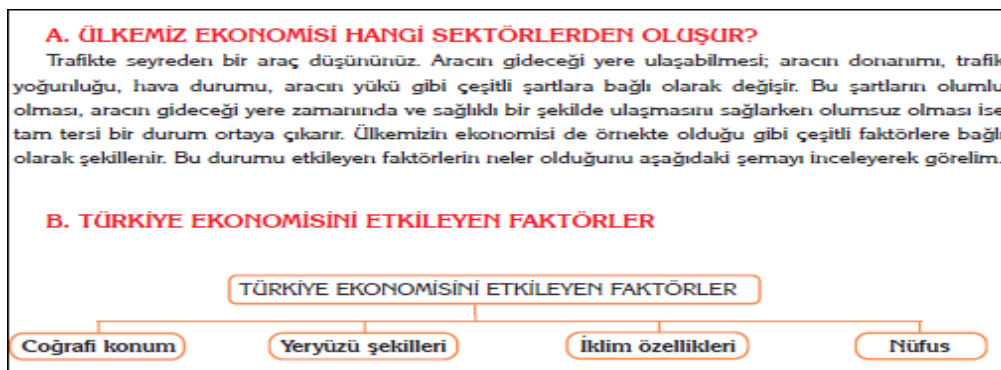 A. ÜLKEMİZ EKONOMİSİ HANGİ SEKTÖRLERDEN OLUŞUR?
Trafikte seyreden bir araç düşününüz. Aracın gideceği yere ulaşabilmesi; aracın donanımı, trafik
yoğunluğu, hava durumu, aracın yükü gibi çeşitli şartlara bağlı olarak değişir. Bu şartların olumlu
olması, aracın gideceği yere zamanında ve sağlıklı bir şekilde ulaşmasını sağlarken olumsuz olması ise
tam tersi bir durum ortaya çıkarır. Ülkemizin ekonomisi de örnekte olduğu gibi çeşitli faktörlere bağlı
olarak şekillenir. Bu durumu etkileyen faktörlerin neler olduğunu aşağıdaki şemayı inceleyerek görelim.
B. TÜRKİYE EKONOMİSİNİ ETKİLEYEN FAKTÖRLER
TÜRKİYE EKONOMİSİNİ ETKİLEYEN FAKTÖRLER
Coğrafi konum Yeryüzü şekilleri İklim özellikleri Nüfus